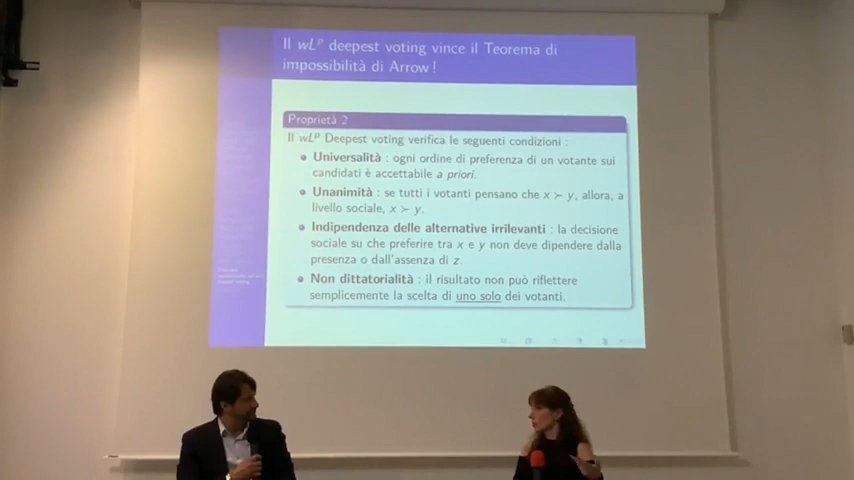 Il wLᵖ deepest voting vince il Teorema di
impossibilità di Arrow !
Proprietà 2
Il wLᵖ Deepest voting verifica le seguenti condizioni :
Universalità : ogni ordine di preferenza di un votante sui
candidati è accettabile a priori.
Unanimità : se tutti i votanti pensano che x ≻ y, allora, a
livello sociale, x ≻ y.
Indipendenza delle alternative irrilevanti : la decisione
sociale su che preferire tra x e y non deve dipendere dalla
presenza o dall'assenza di z.
Non dittatorialità : il risultato non può riflettere
semplicemente la scelta di uno solo dei votanti.